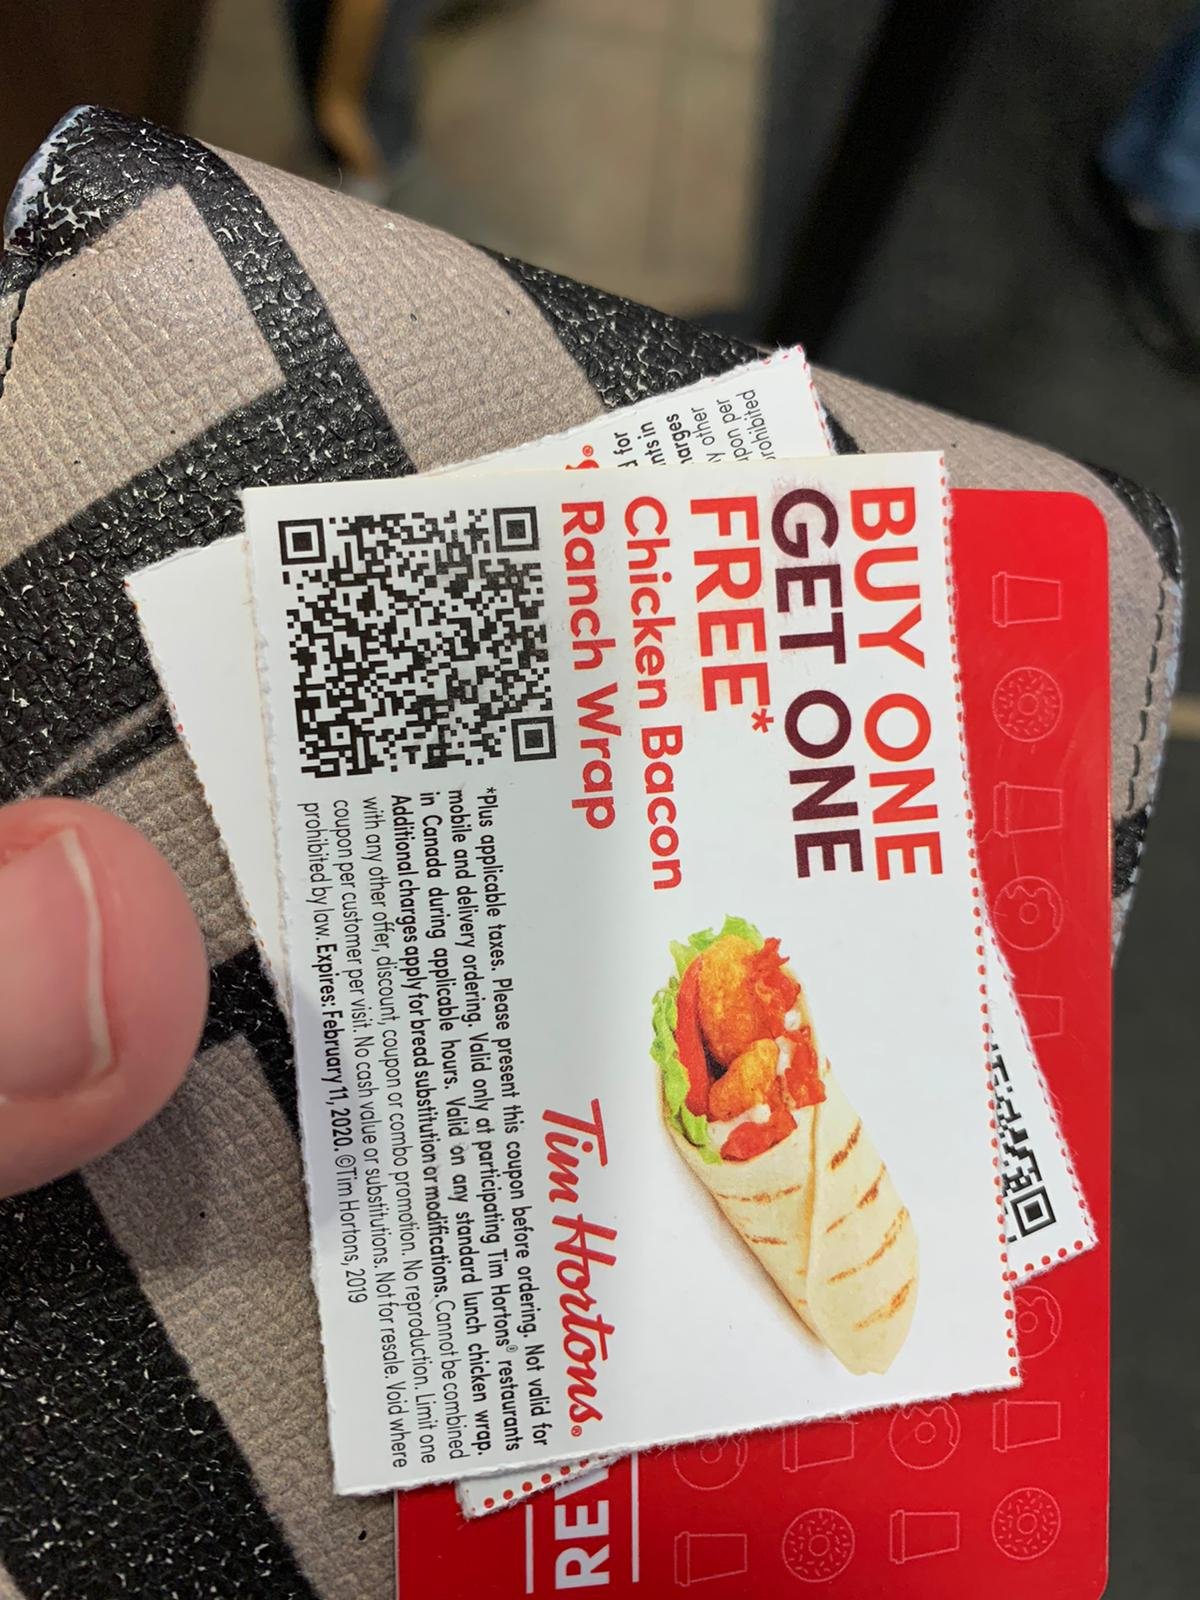 BUY ONE
GET ONE
FREE*
Chicken Bacon
Ranch Wrap
Tim Hortons®
*Plus applicable taxes. Please present this coupon before ordering. Not valid for
mobile and delivery ordering. Valid only at participating Tim Hortons® restaurants
in Canada during applicable hours. Valid on any standard lunch chicken wrap.
Additional charges apply for bread substitution or modifications. Cannot be combined
with any other offer, discount, coupon or combo promotion. No reproduction. Limit one
coupon per customer per visit. No cash value or substitutions. Not for resale. Void where
prohibited by law. Expires: February 11, 2020. ©Tim Hortons, 2019
for
in
other
per